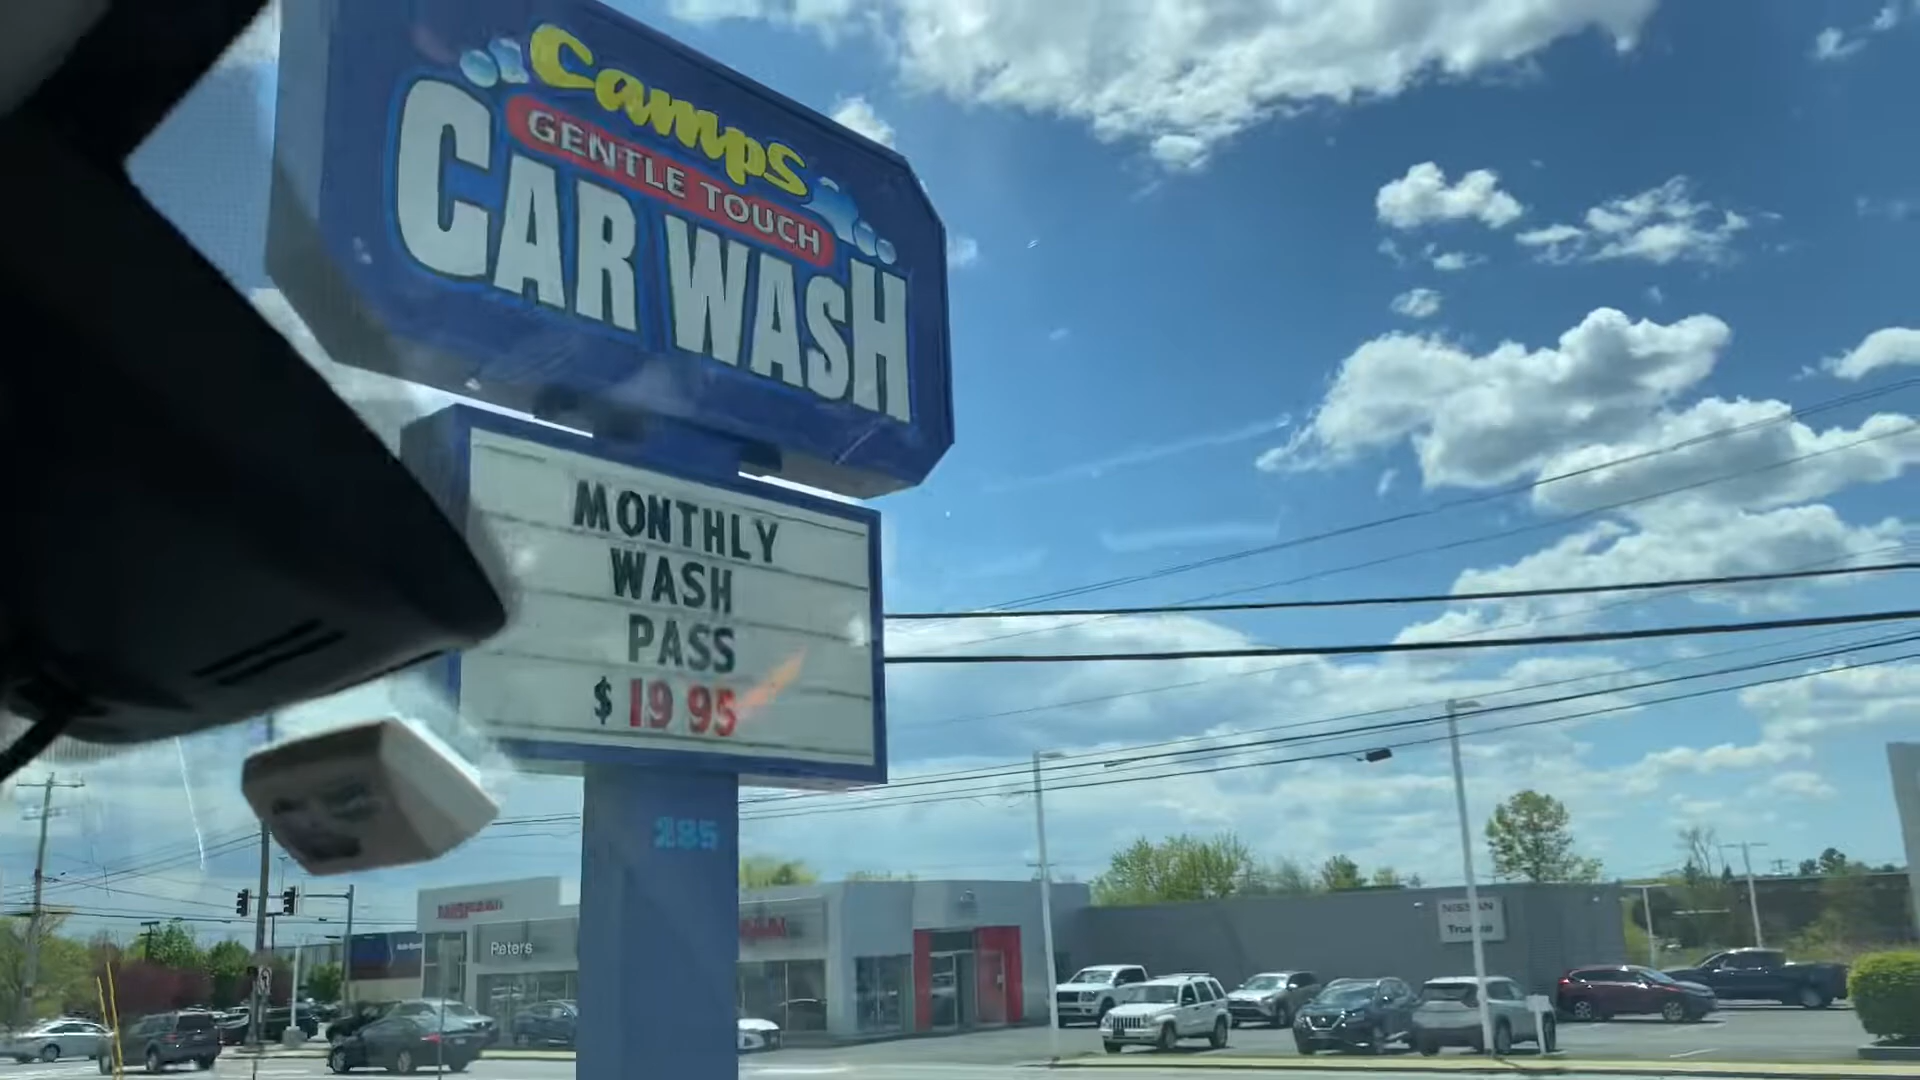 Camps
GENTLE TOUCH
CAR WASH
MONTHLY
WASH
PASS
$ 19 95
285
Peters
NISSAN